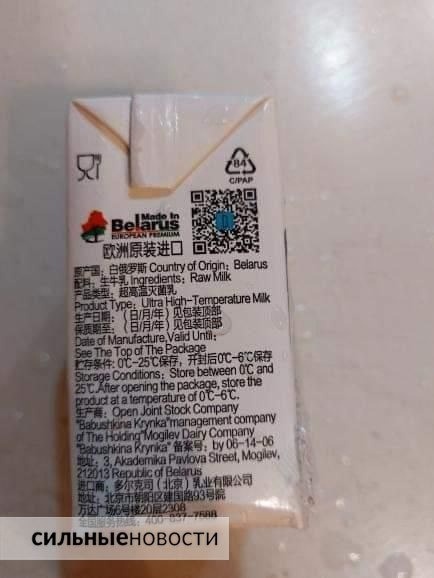 84
C/PAP
Made In
Belarus
EUROPEAN PREMIUM
欧洲原装进口
原产国：白俄罗斯 Country of Origin：Belarus
配料：生牛乳 Ingredients：Raw Milk
产品类型：超高温灭菌乳
Product Type：Ultra High-Temperature Milk
生产日期：（日/月/年）见包装顶部
保质期至：（日/月/年）见包装顶部
Date of Manufacture,Valid Until：
See The Top of The Package
贮存条件: 0℃-25℃保存，开封后0℃-6℃保存
Storage Conditions：Store between 0℃ and
25℃.After opening the package, store the
product at a temperature of 0℃-6℃.
生产商：Open Joint Stock Company
"Babushkina Krynka"management company
of The Holding"Mogilev Dairy Company
"Babushkina Krynka" 备案号：by 06-14-06
地址：3, Akademika Pavlova Street, Mogilev,
212013 Republic of Belarus
进口商：多尔克司（北京）乳业有限公司
地址：北京市朝阳区建国路93号院
万达广场6号楼20层2308
全国服务热线：400-837-7588
СИЛЬНЫЕНОВОСТИ